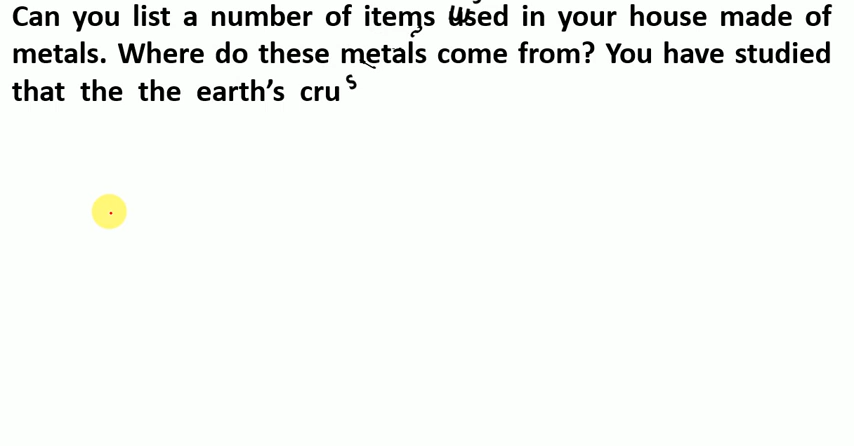 Can you list a number of items used in your house made of
metals. Where do these metals come from? You have studied
that the the earth's crus